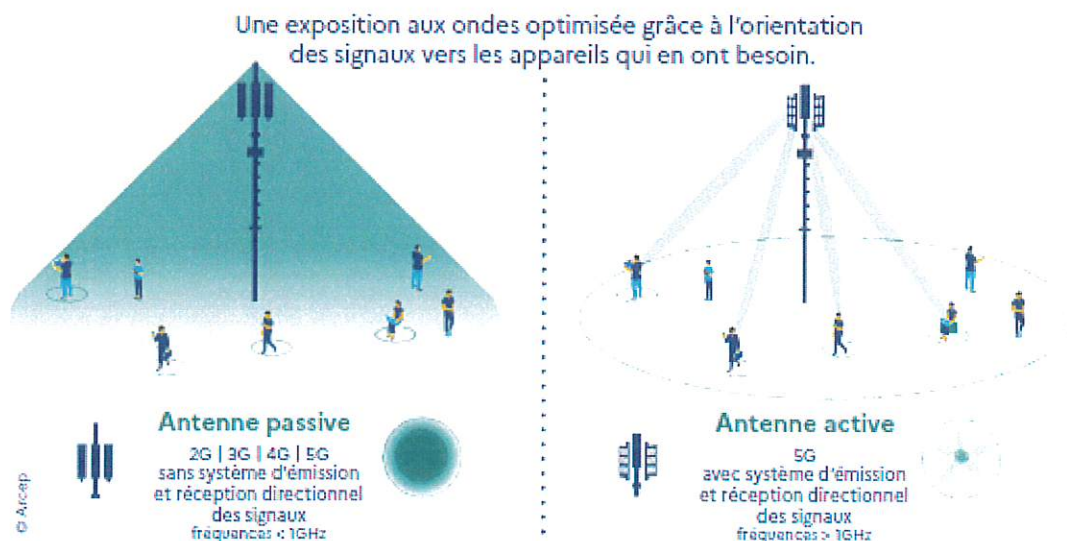 Une exposition aux ondes optimisée grâce à l'orientation
des signaux vers les appareils qui en ont besoin.
Antenne passive
2G | 3G | 4G | 5G
sans système d'émission
et réception directionnel
des signaux
fréquences < 1GHz
Antenne active
5G
avec système d'émission
et réception directionnel
des signaux
fréquences > 1GHz
© Arcep